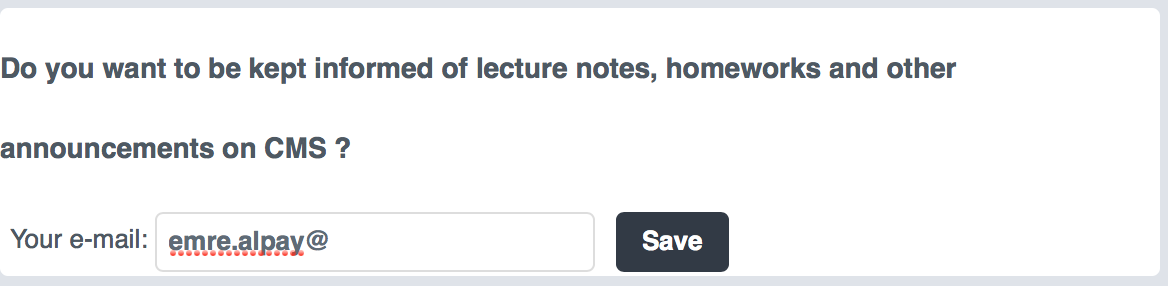 Do you want to be kept informed of lecture notes, homeworks and other
announcements on CMS ?
Your e-mail: emre.alpay@ Save